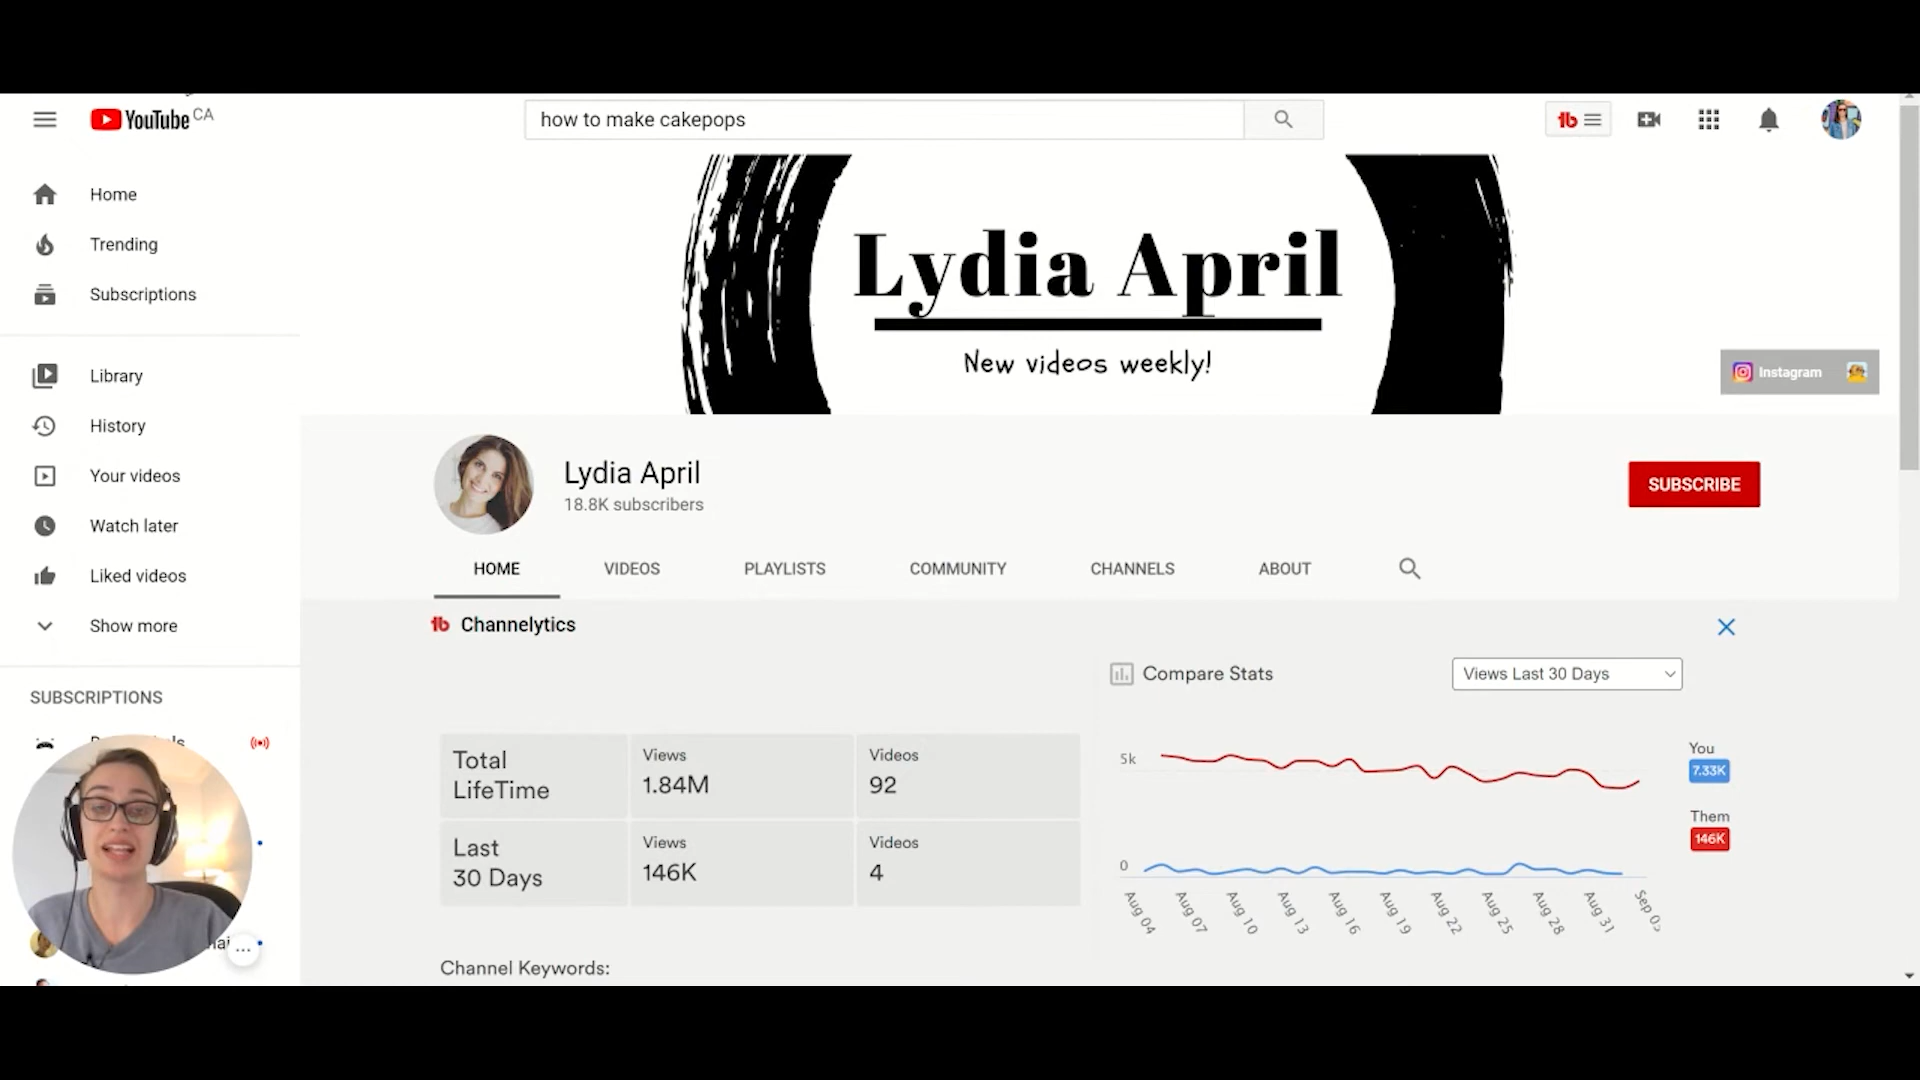 YouTube CA
how to make cakepops
Home
Trending
Subscriptions
Library
History
Your videos
Watch later
Liked videos
Show more
SUBSCRIPTIONS
Lydia April
New videos weekly!
Instagram
Lydia April
18.8K subscribers
SUBSCRIBE
HOME
VIDEOS
PLAYLISTS
COMMUNITY
CHANNELS
ABOUT
tb Channelytics
Compare Stats
Views Last 30 Days
Total
LifeTime
Views
1.84M
Videos
92
Last
30 Days
Views
146K
Videos
4
5k
0
Aug 04
Aug 07
Aug 10
Aug 13
Aug 16
Aug 19
Aug 22
Aug 25
Aug 28
Aug 31
You
7.33K
Them
146K
Channel Keywords: